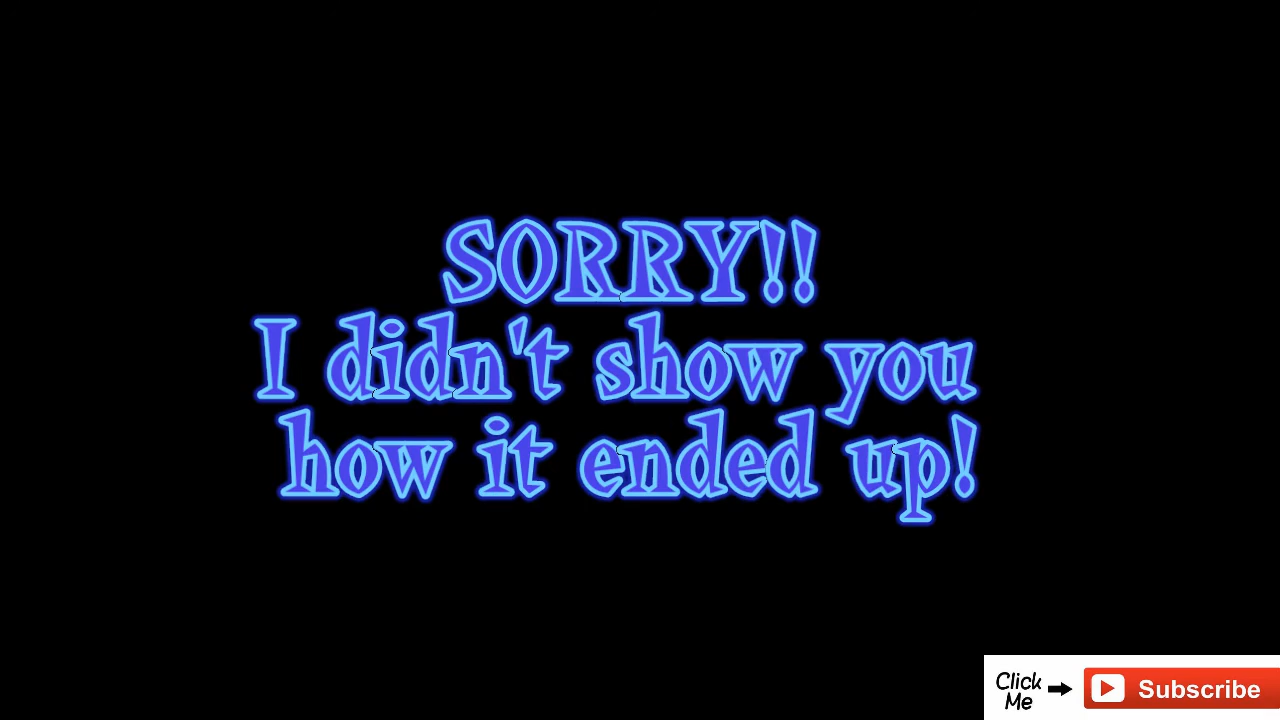 SORRY!!
I didn't show you
how it ended up!
Click
Me
Subscribe